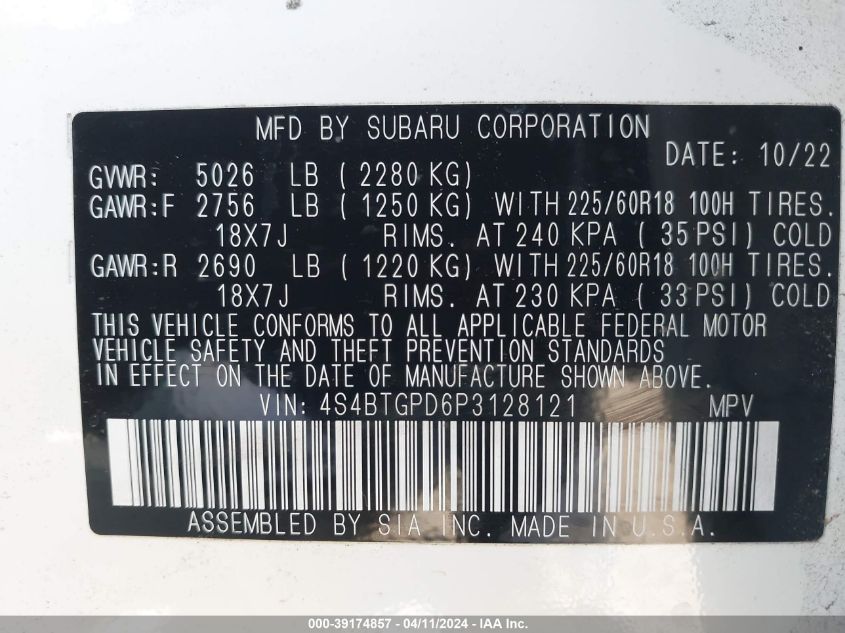 MFD BY SUBARU CORPORATION
DATE: 10/22
GVWR: 5026 LB ( 2280 KG)
GAWR:F 2756 LB ( 1250 KG) WITH 225/60R18 100H TIRES.
18X7J RIMS. AT 240 KPA ( 35 PSI) COLD
GAWR:R 2690 LB ( 1220 KG) WITH 225/60R18 100H TIRES.
18X7J RIMS. AT 230 KPA ( 33 PSI) COLD
THIS VEHICLE CONFORMS TO ALL APPLICABLE FEDERAL MOTOR
VEHICLE SAFETY AND THEFT PREVENTION STANDARDS
IN EFFECT ON THE DATE OF MANUFACTURE SHOWN ABOVE.
VIN: 4S4BTGPD6P3128121 MPV
ASSEMBLED BY SIA INC. MADE IN U.S.A.
000-39174857 - 04/11/2024 - IAA Inc.